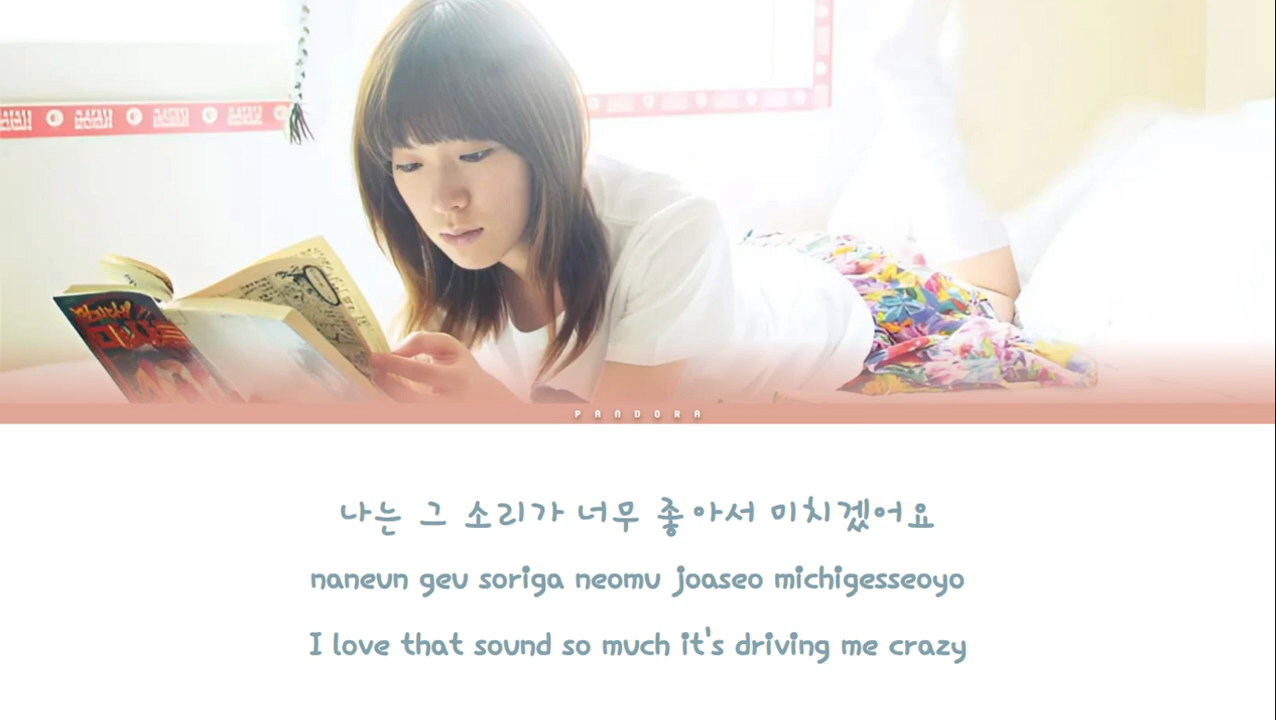 PANDORA
나는 그 소리가 너무 좋아서 미치겠어요
naneun geu soriga neomu joaseo michigesseoyo
I love that sound so much it's driving me crazy